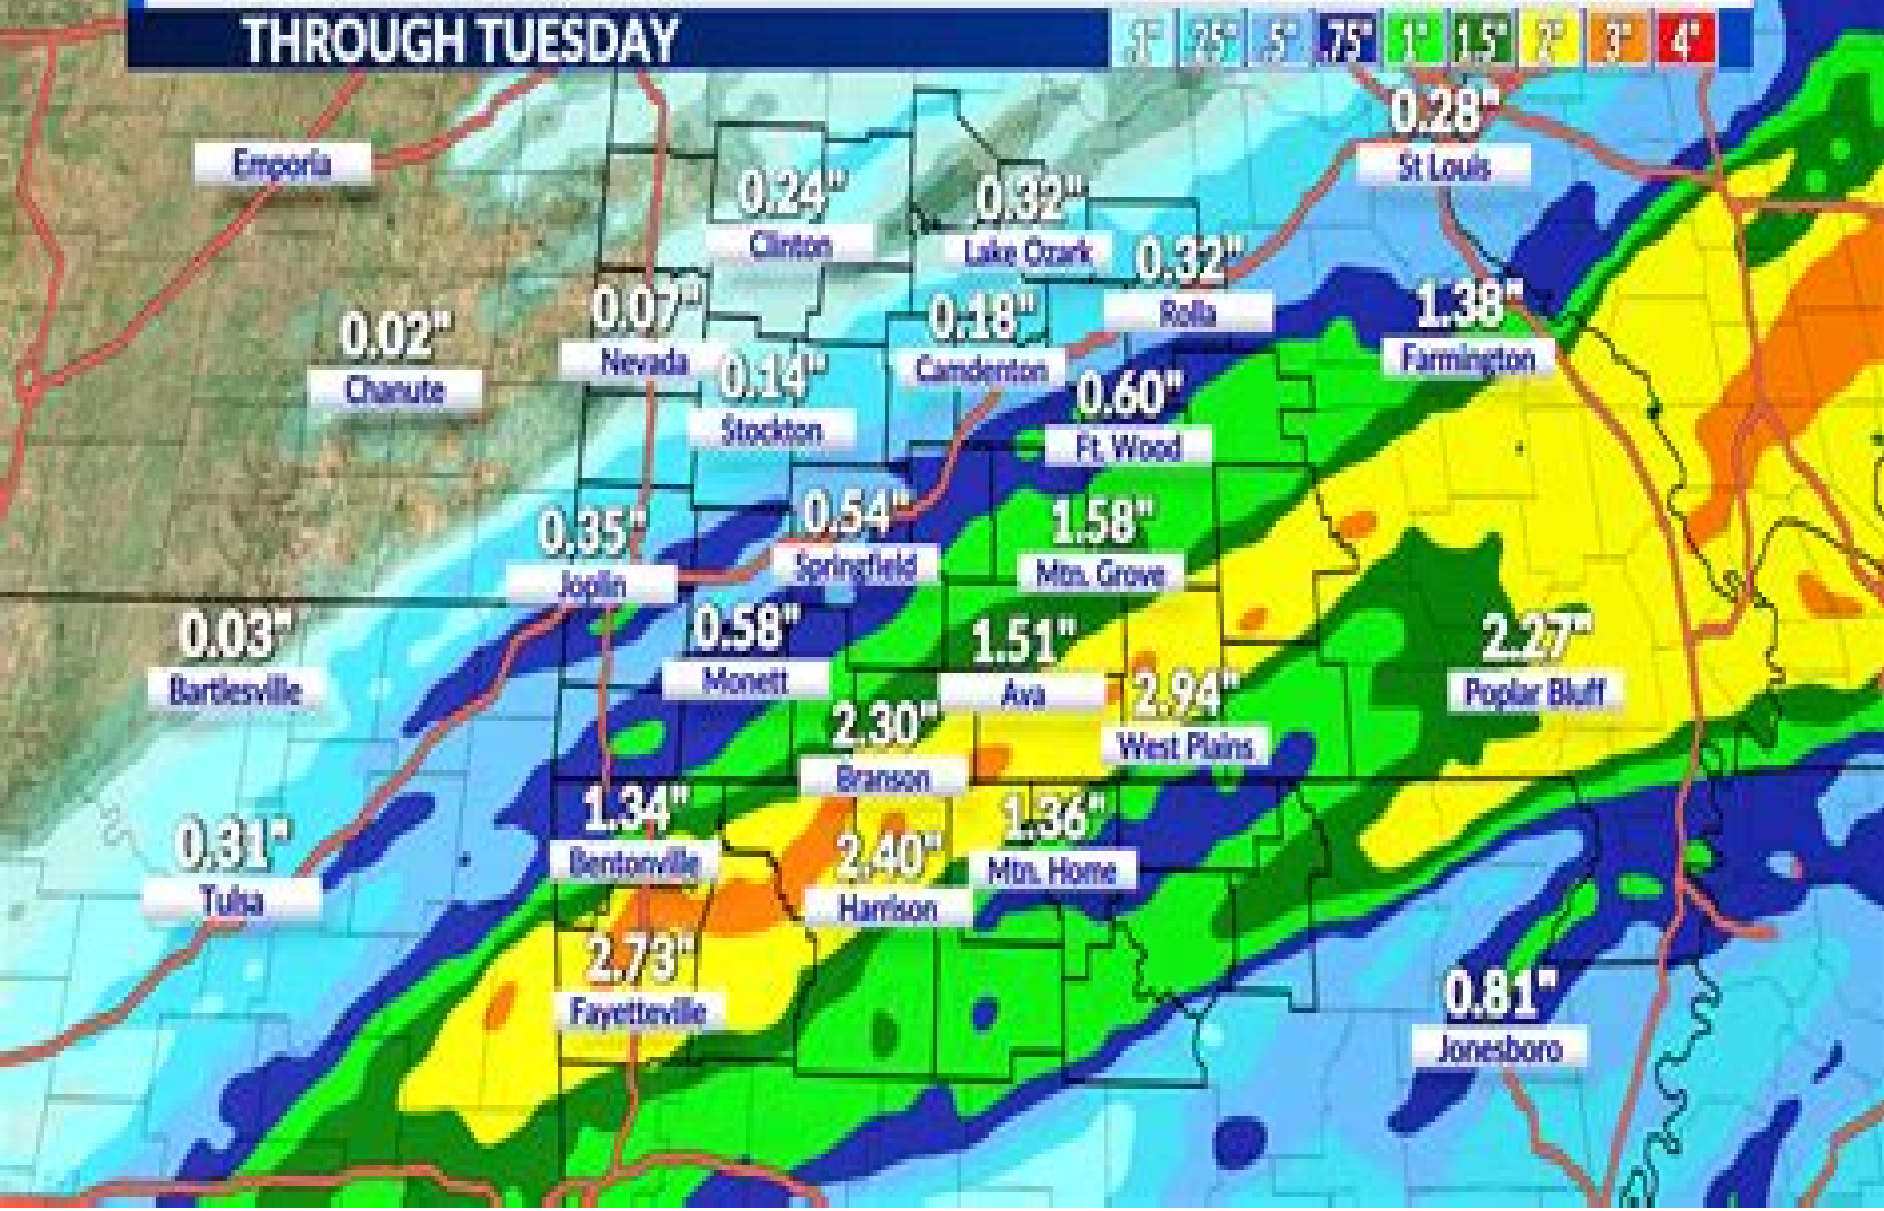 THROUGH TUESDAY
.1" .25" .5" .75" 1" 1.5" 2" 3" 4"
0.28"
St Louis
Emporia
0.24"
Clinton
0.32"
Lake Ozark
0.32"
Rolla
0.02"
Chanute
0.07"
Nevada
0.18"
Camdenton
1.38"
Farmington
0.14"
Stockton
0.60"
Ft. Wood
0.35"
Joplin
0.54"
Springfield
1.58"
Mtn. Grove
0.03"
Bartlesville
0.58"
Monett
1.51"
Ava
2.94"
West Plains
2.27"
Poplar Bluff
2.30"
Branson
0.31"
Tulsa
1.34"
Bentonville
2.40"
Harrison
1.36"
Mtn. Home
2.73"
Fayetteville
0.81"
Jonesboro